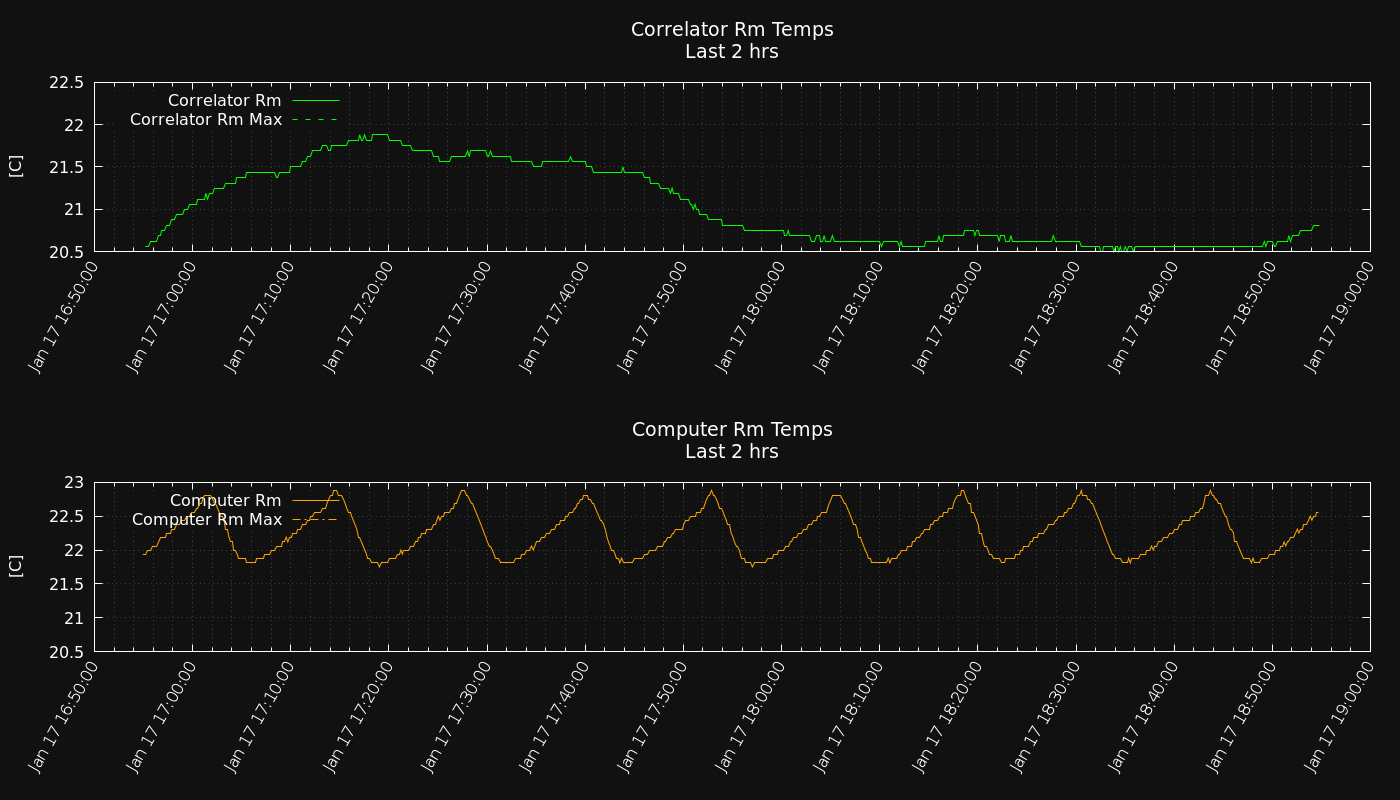 Correlator Rm Temps
Last 2 hrs
22.5
22
21.5
21
20.5
[C]
Correlator Rm
Correlator Rm Max
Jan 17 16:50:00
Jan 17 17:00:00
Jan 17 17:10:00
Jan 17 17:20:00
Jan 17 17:30:00
Jan 17 17:40:00
Jan 17 17:50:00
Jan 17 18:00:00
Jan 17 18:10:00
Jan 17 18:20:00
Jan 17 18:30:00
Jan 17 18:40:00
Jan 17 18:50:00
Jan 17 19:00:00
Computer Rm Temps
Last 2 hrs
23
22.5
22
21.5
21
20.5
[C]
Computer Rm
Computer Rm Max
Jan 17 16:50:00
Jan 17 17:00:00
Jan 17 17:10:00
Jan 17 17:20:00
Jan 17 17:30:00
Jan 17 17:40:00
Jan 17 17:50:00
Jan 17 18:00:00
Jan 17 18:10:00
Jan 17 18:20:00
Jan 17 18:30:00
Jan 17 18:40:00
Jan 17 18:50:00
Jan 17 19:00:00